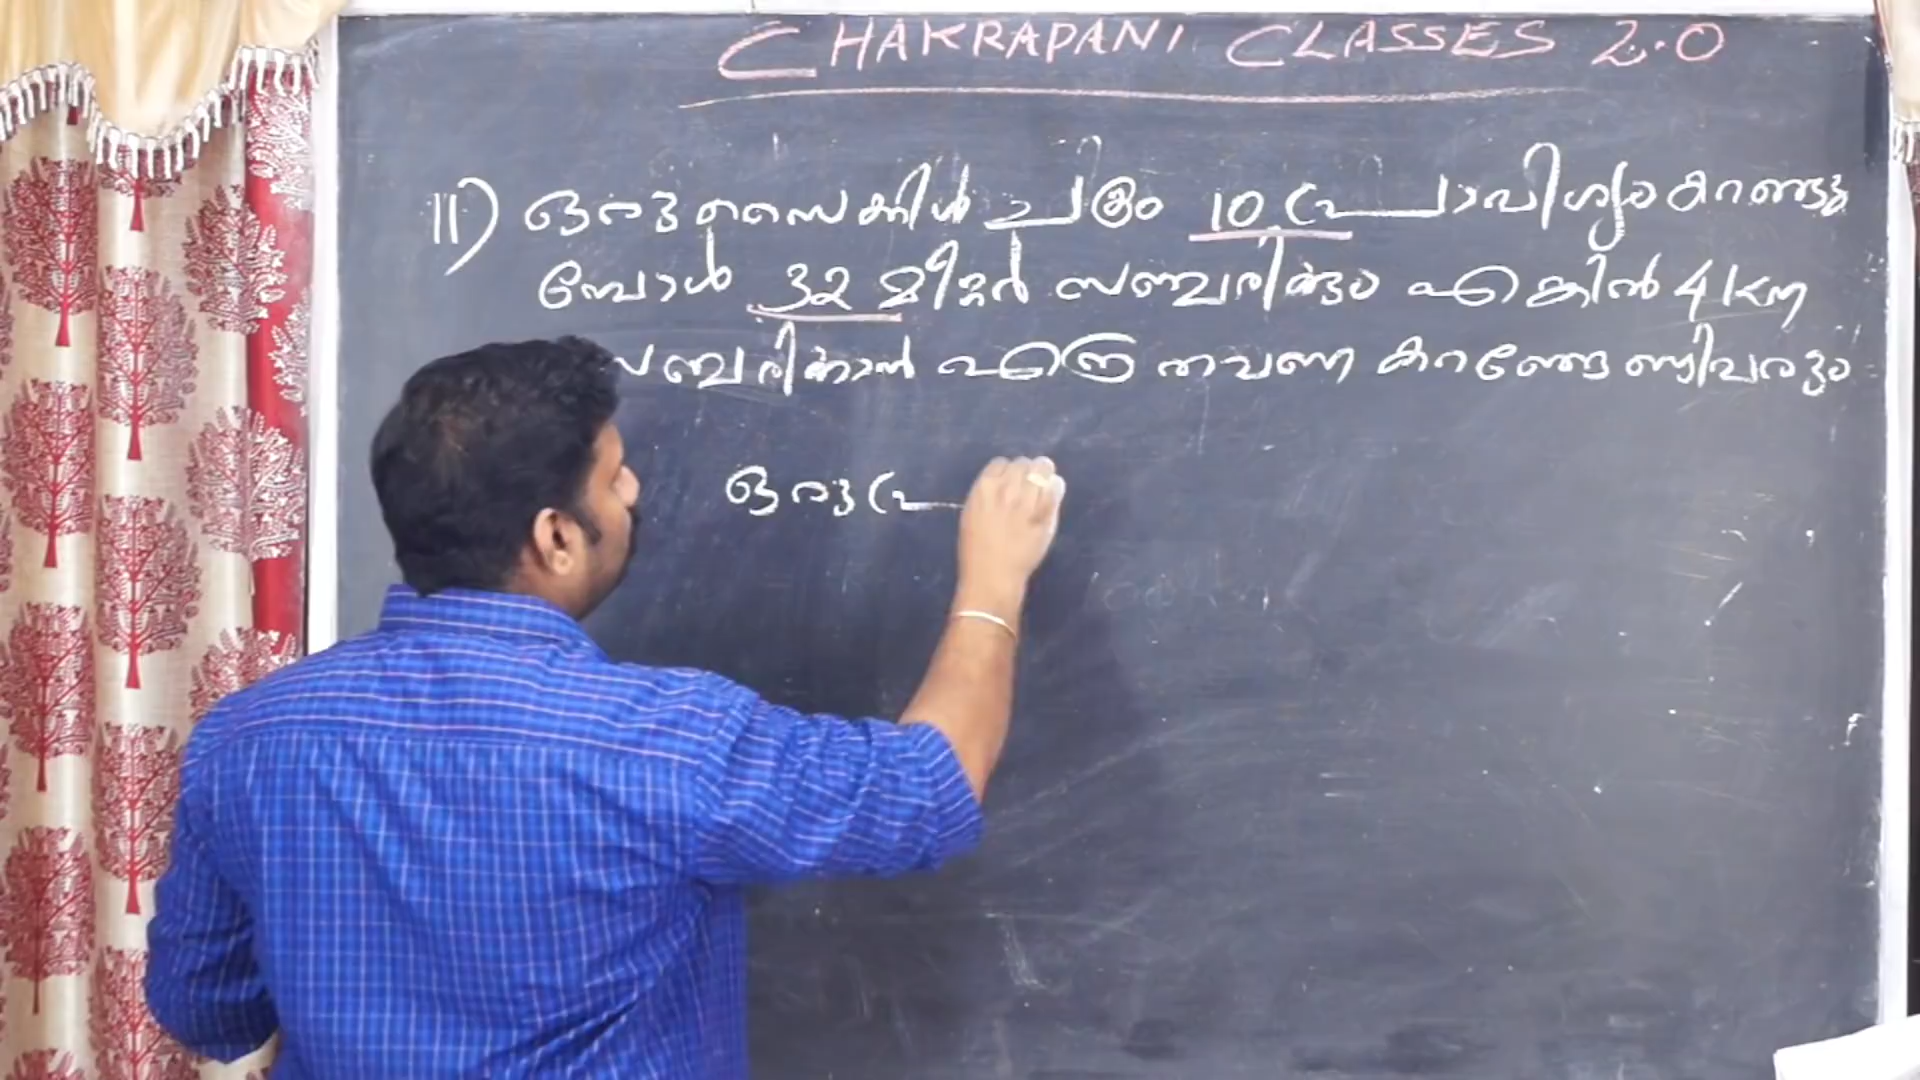 CHAKRAPANI CLASSES 2.0
11) ഒരു സൈക്കിൾ ചക്രം 10 പ്രാവിശ്യം കറങ്ങു
മ്പോൾ 32 മീറ്റർ സഞ്ചരിക്കും എങ്കിൽ 4 km
സഞ്ചരിക്കാൻ എത്ര തവണ കറങ്ങേണ്ടിവരും
ഒരു